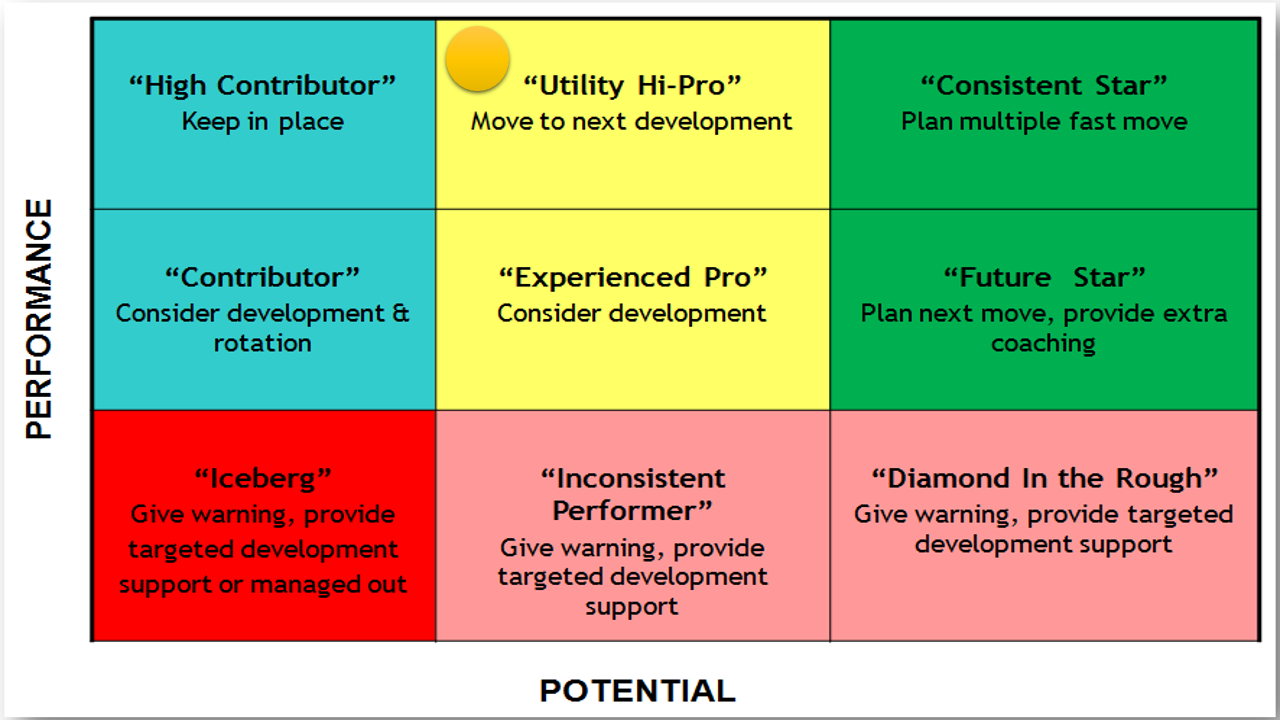 “High Contributor”
Keep in place
“Utility Hi-Pro”
Move to next development
“Consistent Star”
Plan multiple fast move
PERFORMANCE
“Contributor”
Consider development &
rotation
“Experienced Pro”
Consider development
“Future Star”
Plan next move, provide extra
coaching
“Iceberg”
Give warning, provide
targeted development
support or managed out
“Inconsistent
Performer”
Give warning, provide
targeted development
support
“Diamond In the Rough”
Give warning, provide targeted
development support
POTENTIAL